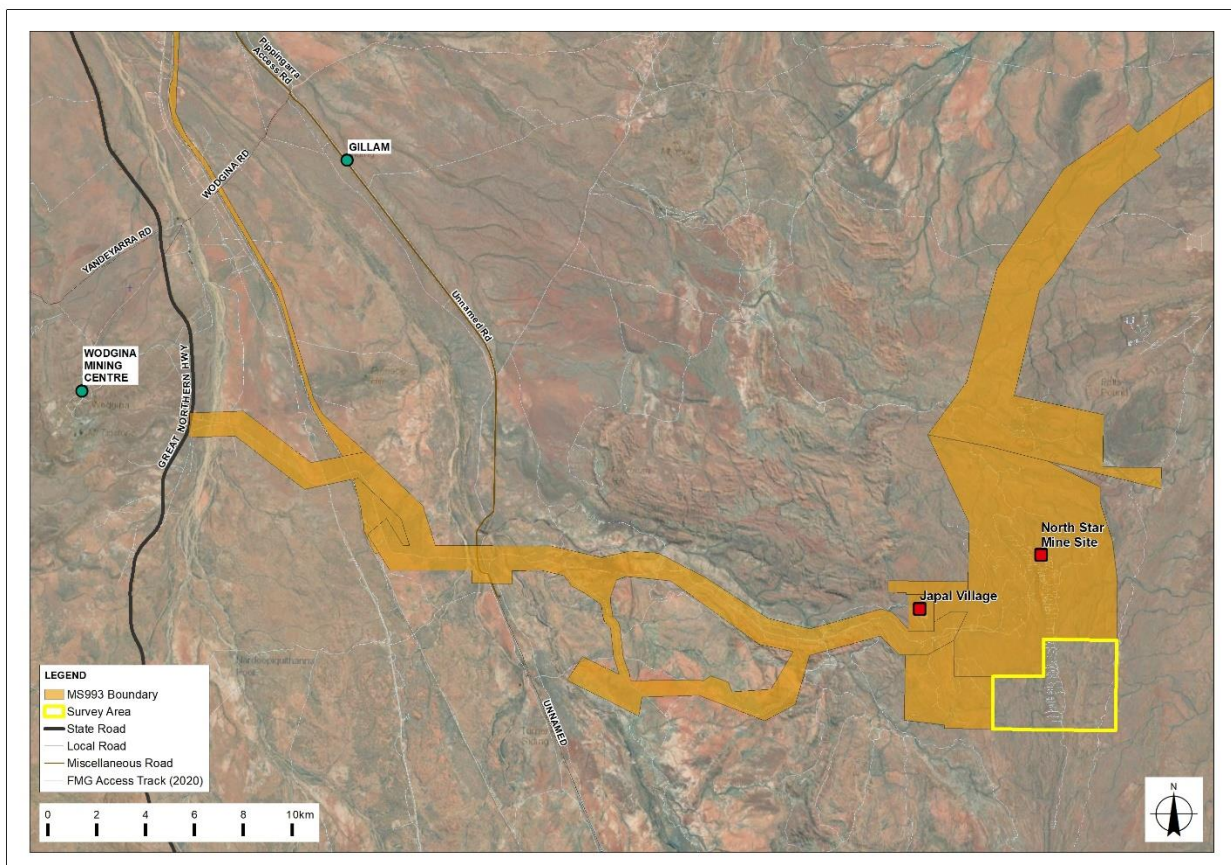 Pippingarra
Access Rd
GILLAM
WODGINA RD
YANDEYARRA RD
Unnamed Rd
WODGINA
MINING
CENTRE
GREAT NORTHERN HWY
North Star
Mine Site
Japal Village
UNNAMED
LEGEND
MS993 Boundary
Survey Area
State Road
Local Road
Miscellaneous Road
FMG Access Track (2020)
0 2 4 6 8 10km
N